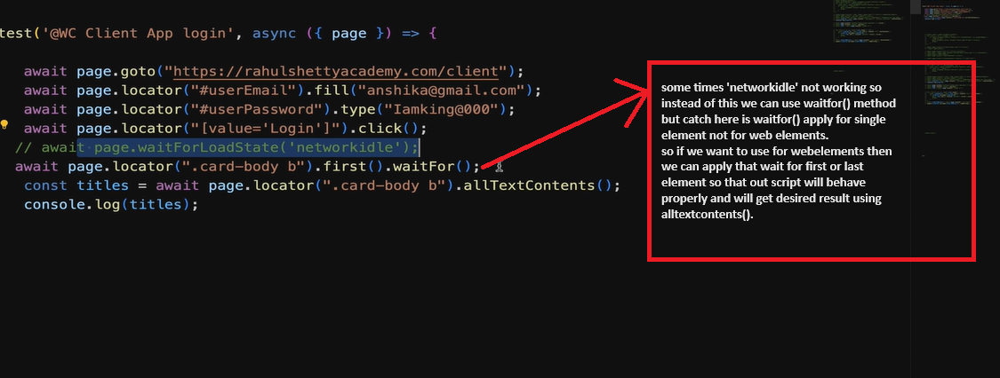 test('@WC Client App login', async ({ page }) => {
await page.goto("https://rahulshettyacademy.com/client");
await page.locator("#userEmail").fill("anshika@gmail.com");
await page.locator("#userPassword").type("Iamking@000");
await page.locator("[value='Login']").click();
// await page.waitForLoadState('networkidle');
await page.locator(".card-body b").first().waitFor();
const titles = await page.locator(".card-body b").allTextContents();
console.log(titles);
some times 'networkidle' not working so
instead of this we can use waitfor() method
but catch here is waitfor() apply for single
element not for web elements.
so if we want to use for webelements then
we can apply that wait for first or last
element so that out script will behave
properly and will get desired result using
alltextcontents().